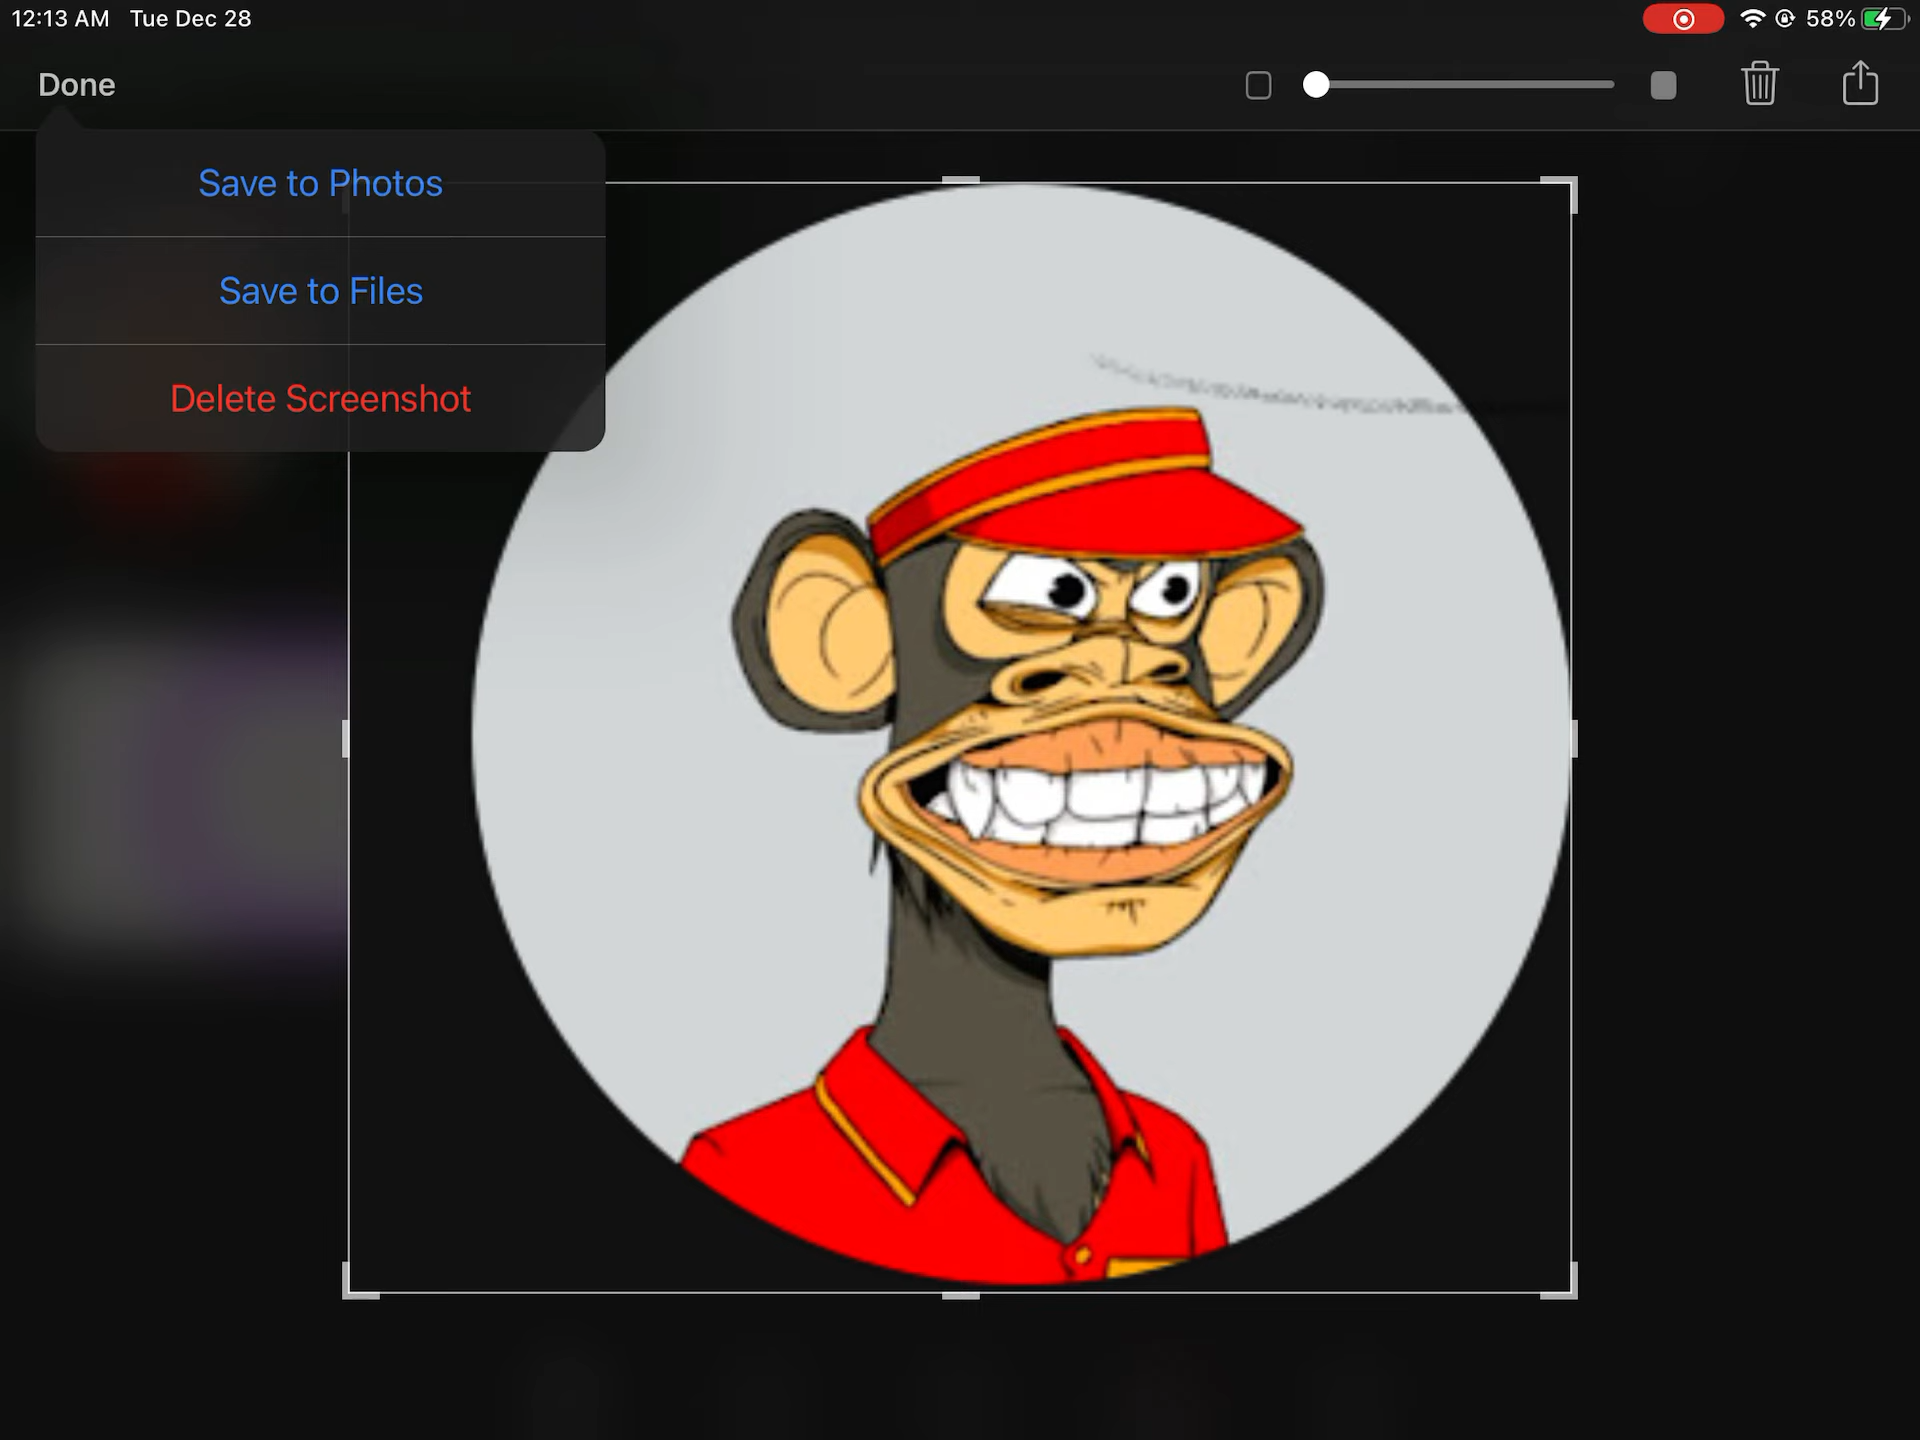 12:13 AM Tue Dec 28
58%
Done
Save to Photos
Save to Files
Delete Screenshot